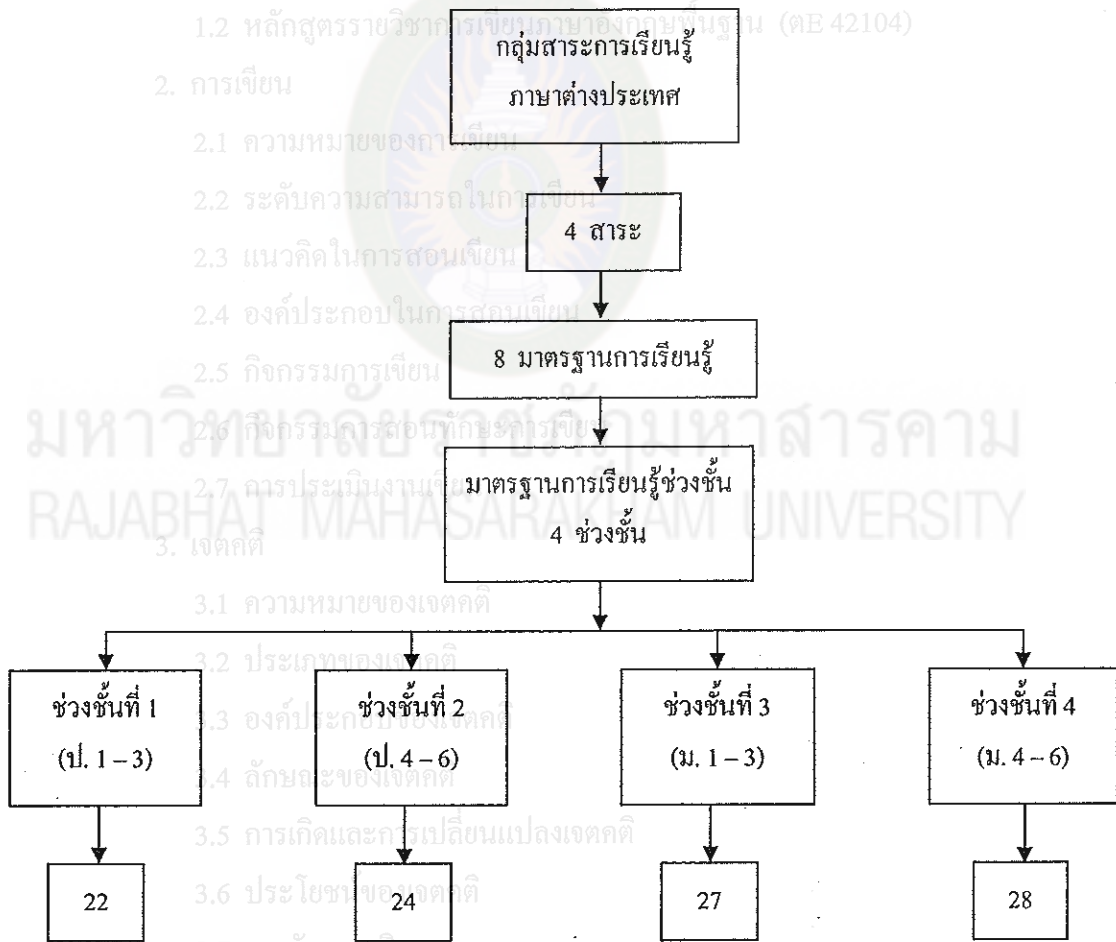 1.2 หลักสูตรรายวิชาการเขียนภาษาอังกฤษพื้นฐาน (ตE 42104)
กลุ่มสาระการเรียนรู้
ภาษาต่างประเทศ
2. การเขียน
2.1 ความหมายของการเขียน
2.2 ระดับความสามารถในการเขียน
4 สาระ
2.3 แนวคิดในการสอนเขียน
2.4 องค์ประกอบในการสอนเขียน
8 มาตรฐานการเรียนรู้
2.5 กิจกรรมการเขียน
มหาวิทยาลัยราชภัฏมหาสารคาม
2.6 กิจกรรมการสอนทักษะการเขียน
มาตรฐานการเรียนรู้ช่วงชั้น
4 ช่วงชั้น
2.7 การประเมินงานเขียน
RAJABHAT MAHASARAKHAM UNIVERSITY
3. เจตคติ
3.1 ความหมายของเจตคติ
3.2 ประเภทของเจตคติ
ช่วงชั้นที่ 1
(ป. 1 – 3)
ช่วงชั้นที่ 2
(ป. 4 – 6)
ช่วงชั้นที่ 3
(ม. 1 – 3)
ช่วงชั้นที่ 4
(ม. 4 – 6)
3.3 องค์ประกอบของเจตคติ
3.4 ลักษณะของเจตคติ
3.5 การเกิดและการเปลี่ยนแปลงเจตคติ
22
24
27
28
3.6 ประโยชน์ของเจตคติ